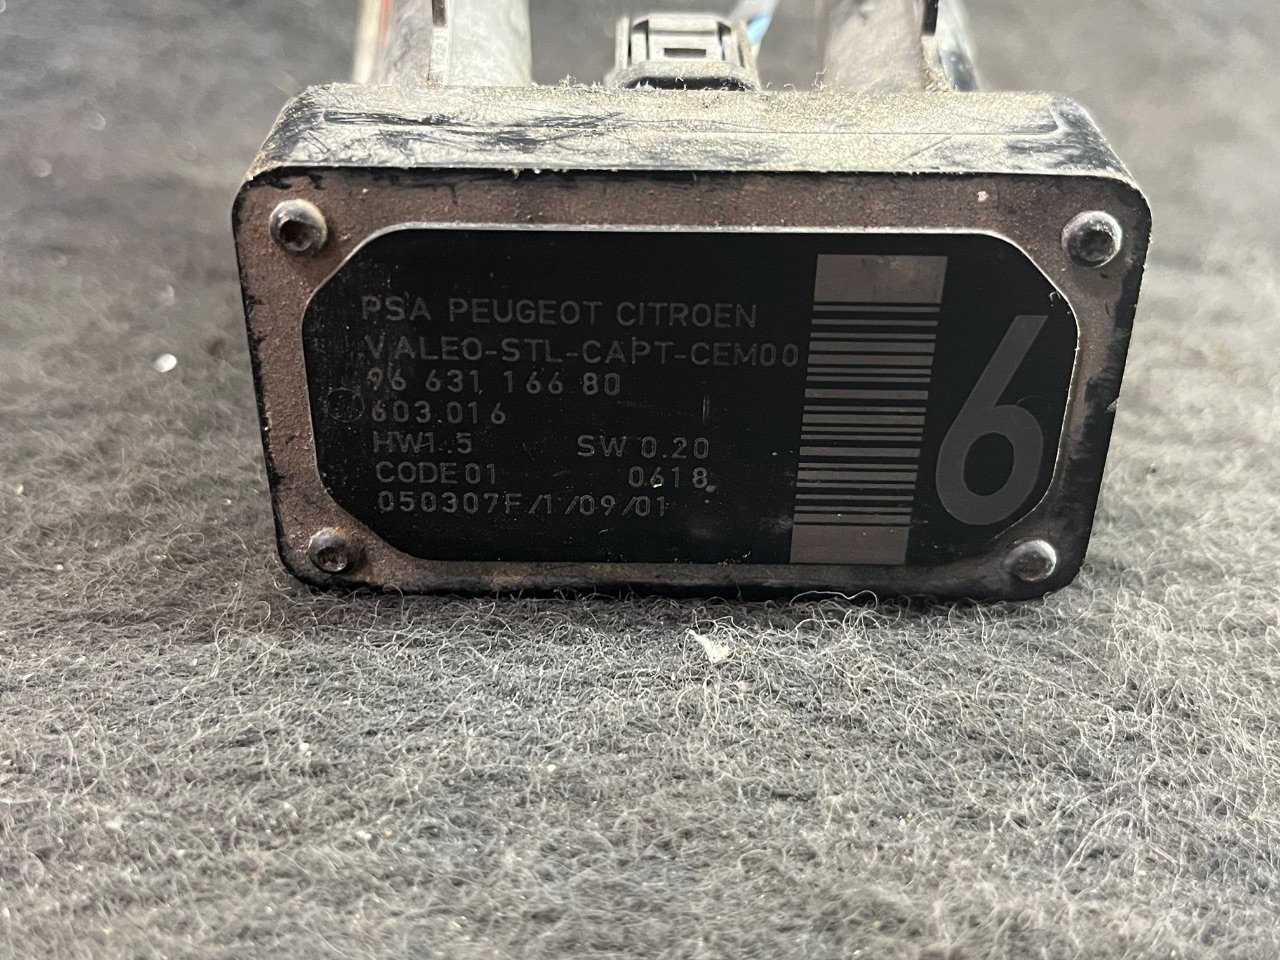 PSA PEUGEOT CITROEN
VALEO-STL-CAPT-CEM00
96 631 166 80
603.016
HW1.5 SW 0.20
CODE01 0618
050307F/1/09/01
6